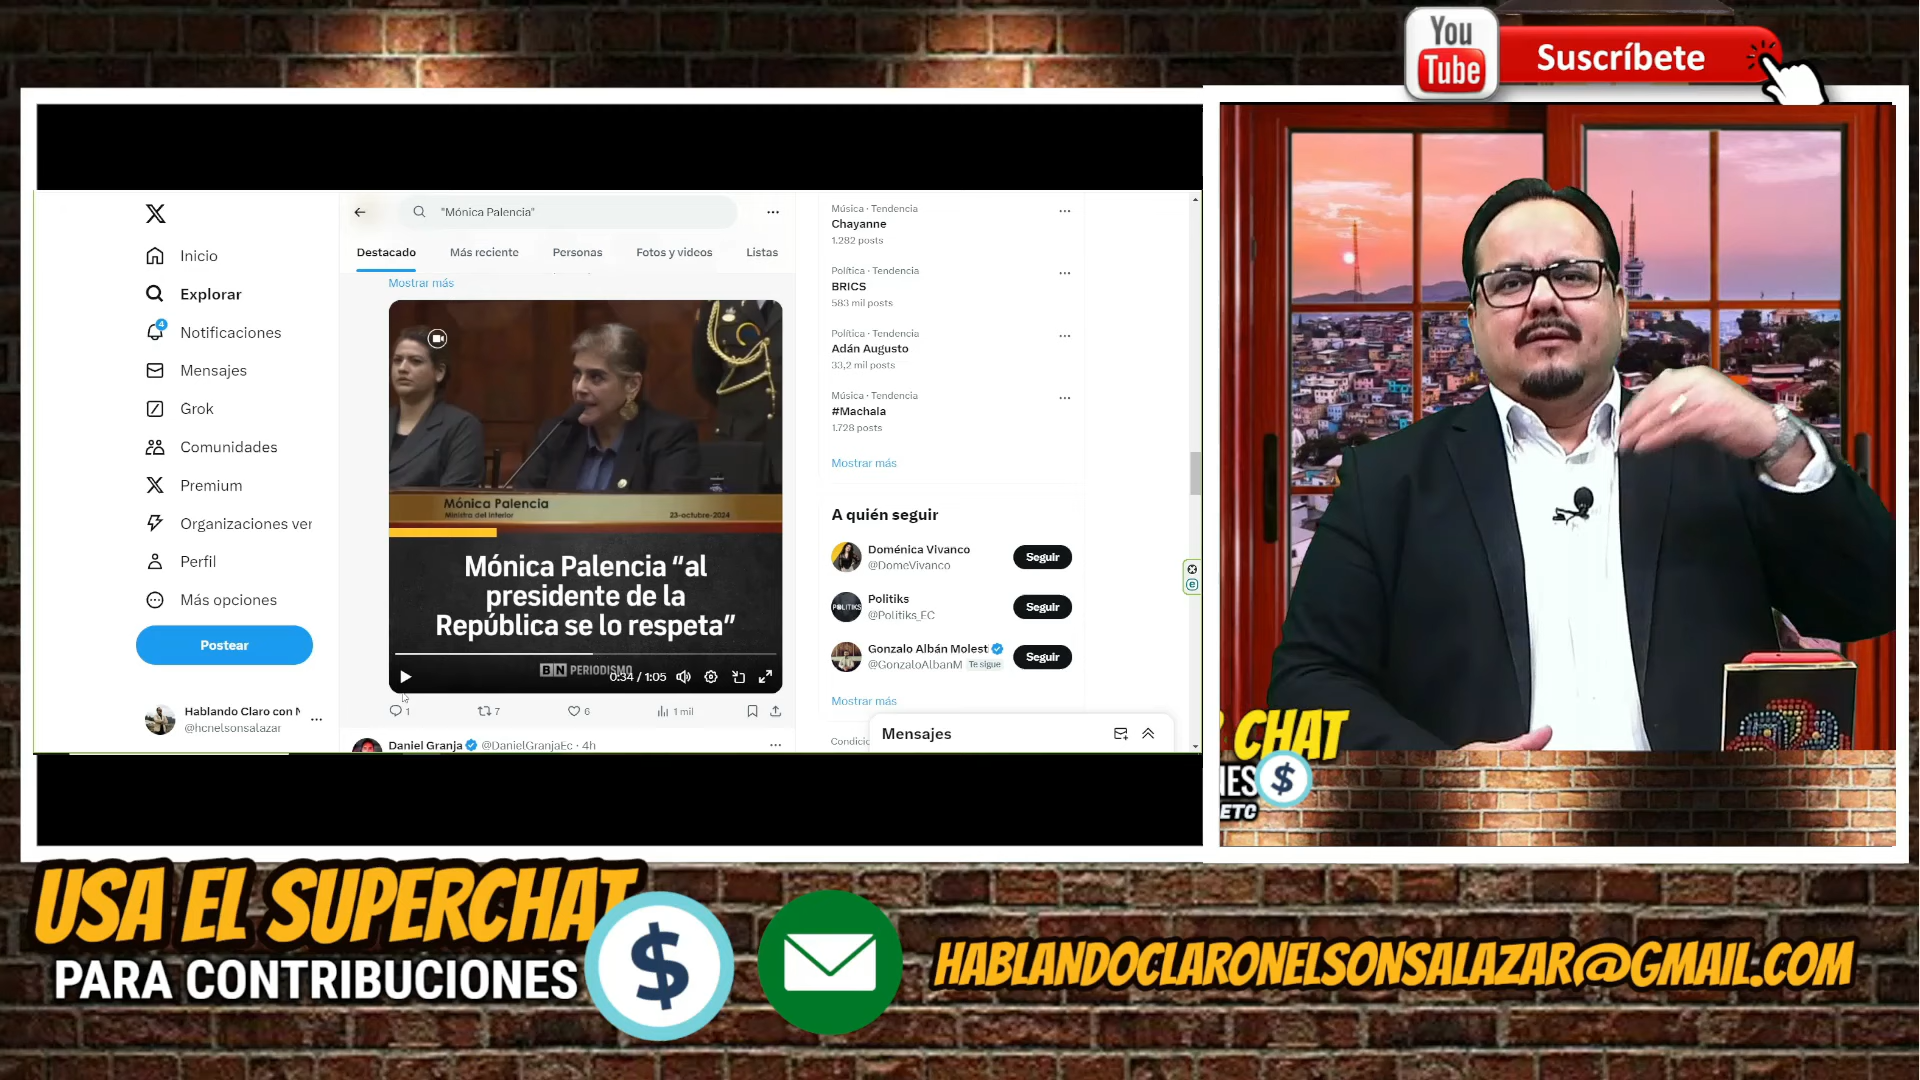 You
Tube
Suscríbete
"Mónica Palencia"
Destacado
Más reciente
Personas
Fotos y videos
Listas
Mostrar más
Inicio
Explorar
4
Notificaciones
Mensajes
Grok
Comunidades
Premium
Organizaciones ver
Perfil
Más opciones
Postear
Hablando Claro con N
@hcnelsonsalazar
Mónica Palencia
Ministra del Interior
23-octubre-2024
Mónica Palencia “al
presidente de la
República se lo respeta”
BN PERIODISMO
0:34 / 1:05
1
7
6
1 mil
Daniel Granja @DanielGranjaEc · 4h
Música · Tendencia
Chayanne
1.282 posts
Política · Tendencia
BRICS
583 mil posts
Política · Tendencia
Adán Augusto
33,2 mil posts
Música · Tendencia
#Machala
1.728 posts
Mostrar más
A quién seguir
Doménica Vivanco
@DomeVivanco
Seguir
POLITIKS
Politiks
@Politiks_EC
Seguir
Gonzalo Albán Molest
@GonzaloAlbanM Te sigue
Seguir
Mostrar más
Condicio
Mensajes
CHAT
NES $
ETC
USA EL SUPERCHAT
PARA CONTRIBUCIONES
$
HABLANDOCLARONELSONSALAZAR@GMAIL.COM